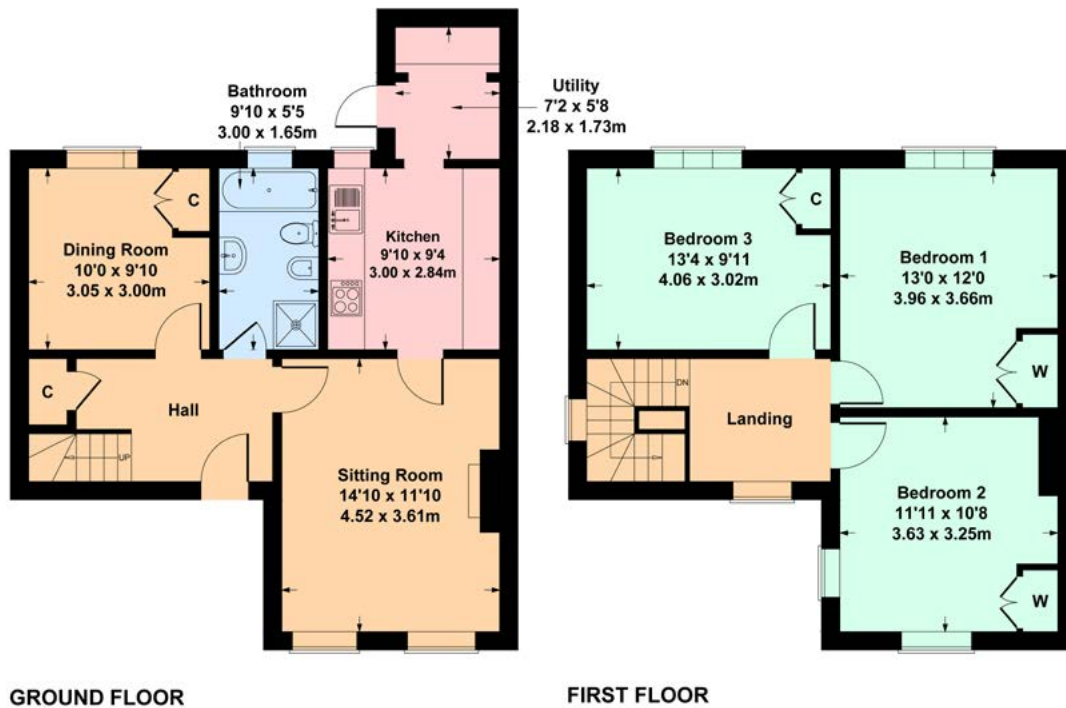 Bathroom
9'10 x 5'5
3.00 x 1.65m
Utility
7'2 x 5'8
2.18 x 1.73m
Dining Room
10'0 x 9'10
3.05 x 3.00m
C
Kitchen
9'10 x 9'4
3.00 x 2.84m
C
Hall
UP
Sitting Room
14'10 x 11'10
4.52 x 3.61m
Bedroom 3
13'4 x 9'11
4.06 x 3.02m
C
Bedroom 1
13'0 x 12'0
3.96 x 3.66m
W
DN
Landing
Bedroom 2
11'11 x 10'8
3.63 x 3.25m
W
GROUND FLOOR
FIRST FLOOR